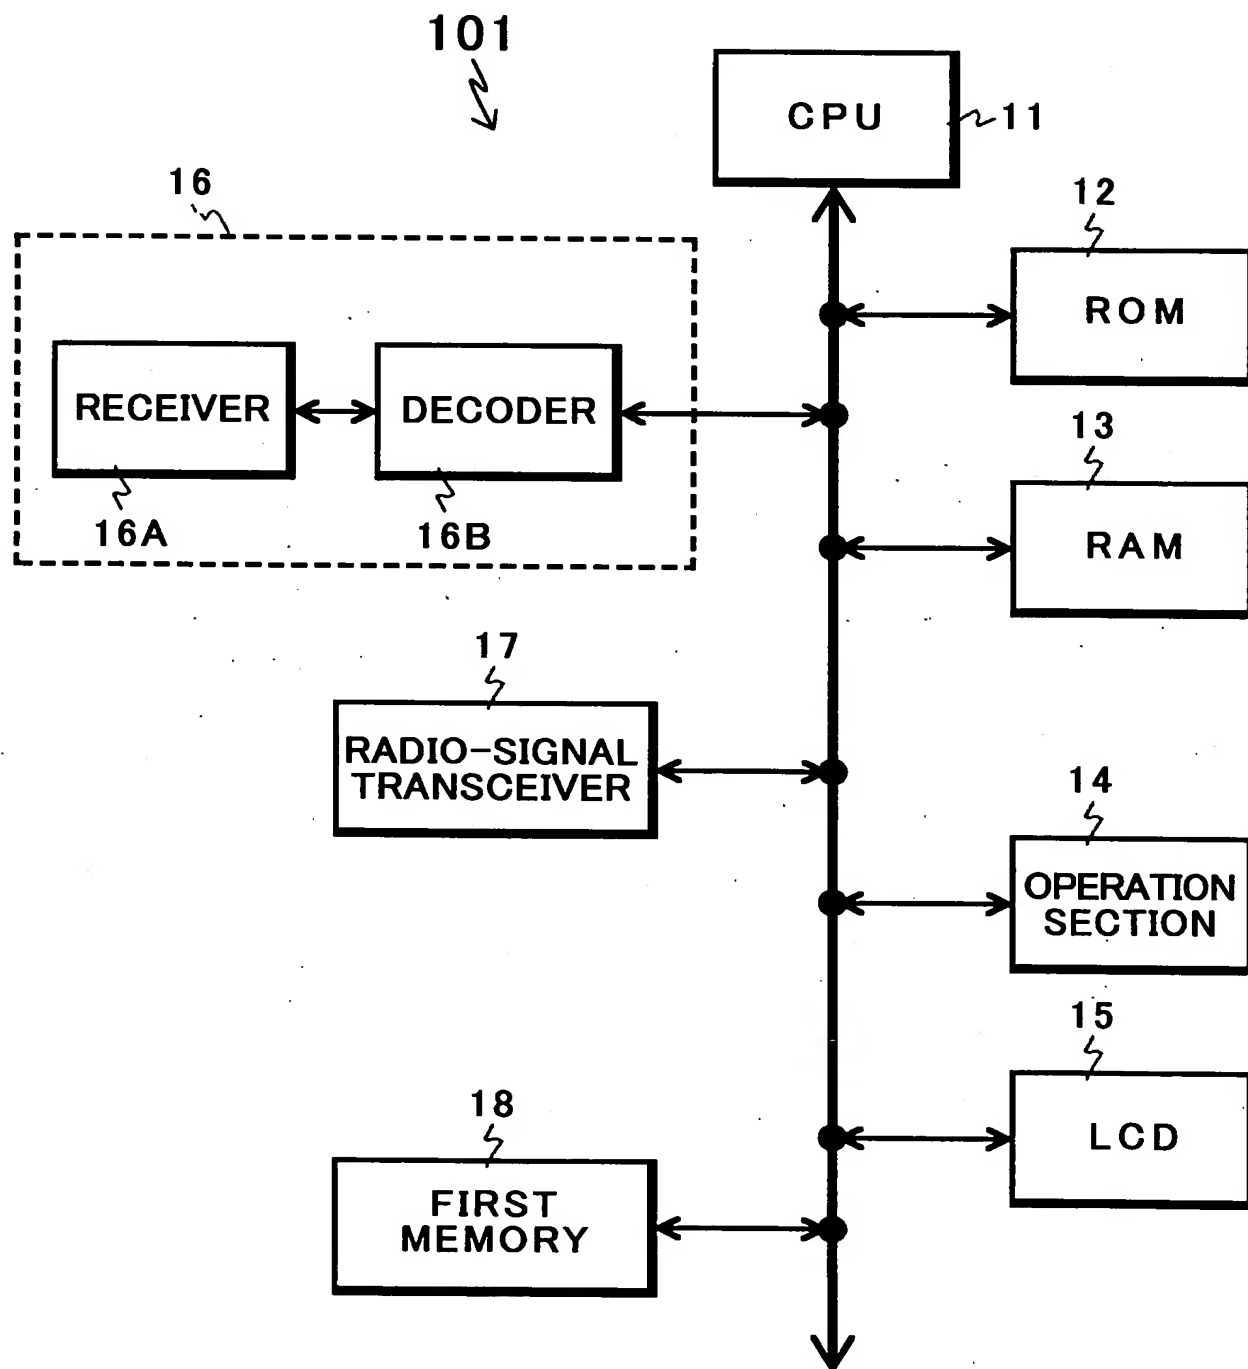 101
CPU
11
16
12
ROM
RECEIVER
DECODER
16A
16B
13
RAM
17
RADIO-SIGNAL
TRANSCEIVER
14
OPERATION
SECTION
15
LCD
18
FIRST
MEMORY